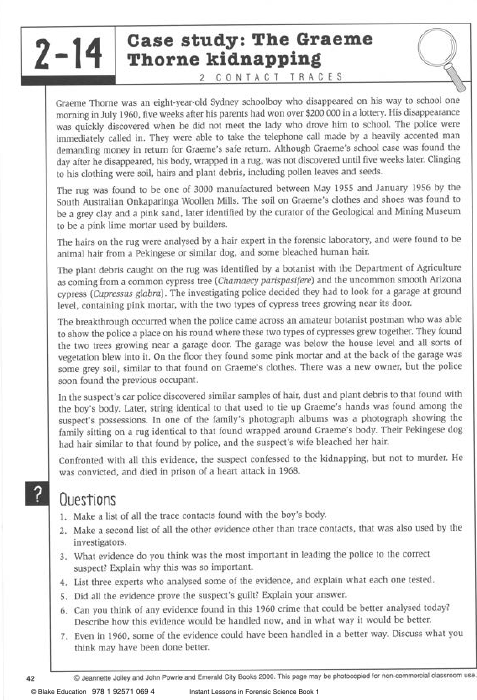 2-14
Case study: The Graeme
Thorne kidnapping
2 CONTACT TRACES
Graeme Thorne was an eight-year-old Sydney schoolboy who disappeared on his way to school one
morning in July 1960, five weeks after his parents had won over $200 000 in a lottery. His disappearance
was quickly discovered when he did not meet the lady who drove him to school. The police were
immediately called in. They were able to take the telephone call made by a heavily accented man
demanding money in return for Graeme's safe return. Although Graeme's school case was found the
day after he disappeared, his body, wrapped in a rug, was not discovered until five weeks later. Clinging
to his clothing were soil, hairs and plant debris, including pollen leaves and seeds.
The rug was found to be one of 3000 manufactured between May 1955 and January 1956 by the
South Australian Onkaparinga Woollen Mills. The soil on Graeme's clothes and shoes was found to
be a grey clay and a pink sand, later identified by the curator of the Geological and Mining Museum
to be a pink lime mortar used by builders.
The hairs on the rug were analysed by a hair expert in the forensic laboratory, and were found to be
animal hair from a Pekingese or similar dog, and some bleached human hair.
The plant debris caught on the rug was identified by a botanist with the Department of Agriculture
as coming from a common cypress tree (Chamaecyparispasifere) and the uncommon smooth Arizona
cypress (Cupressus glabra). The investigating police decided they had to look for a garage at ground
level, containing pink mortar, with the two types of cypress trees growing near its door.
The breakthrough occurred when the police came across an amateur botanist postman who was able
to show the police a place on his round where these two types of cypresses grew together. They found
the two trees growing near a garage door. The garage was below the house level and all sorts of
vegetation blew into it. On the floor they found some pink mortar and at the back of the garage was
some grey soil, similar to that found on Graeme's clothes. There was a new owner, but the police
soon found the previous occupant.
In the suspect's car police discovered similar samples of hair, dust and plant debris to that found with
the boy's body. Later, string identical to that used to tie up Graeme's hands was found among the
suspect's possessions. In one of the family's photograph albums was a photograph showing the
family sitting on a rug identical to that found wrapped around Graeme's body. Their Pekingese dog
had hair similar to that found by police, and the suspect's wife bleached her hair.
Confronted with all this evidence, the suspect confessed to the kidnapping, but not to murder. He
was convicted, and died in prison of a heart attack in 1968.
?
Questions
1. Make a list of all the trace contacts found with the boy's body.
2. Make a second list of all the other evidence other than trace contacts, that was also used by the
investigators.
3. What evidence do you think was the most important in leading the police to the correct
suspect? Explain why this was so important.
4. List three experts who analysed some of the evidence, and explain what each one tested.
5. Did all the evidence prove the suspect's guilt? Explain your answer.
6. Can you think of any evidence found in this 1960 crime that could be better analysed today?
Describe how this evidence would be handled now, and in what way it would be better.
7. Even in 1960, some of the evidence could have been handled in a better way. Discuss what you
think may have been done better.
42
© Jeannette Jolley and John Powrie and Emerald City Books 2006. This page may be photocopied for non-commercial classroom use.
© Blake Education 978 1 92571 069 4
Instant Lessons in Forensic Science Book 1